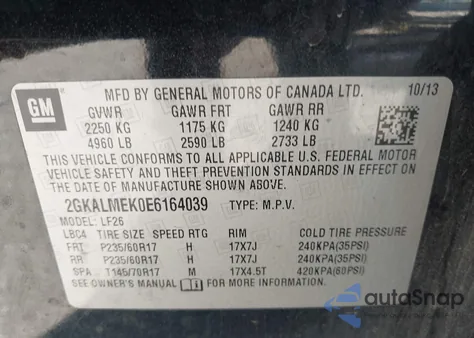 GM
MFD BY GENERAL MOTORS OF CANADA LTD. 10/13
GVWR GAWR FRT GAWR RR
2250 KG 1175 KG 1240 KG
4960 LB 2590 LB 2733 LB
THIS VEHICLE CONFORMS TO ALL APPLICABLE U.S. FEDERAL MOTOR
VEHICLE SAFETY AND THEFT PREVENTION STANDARDS IN EFFECT ON
THE DATE OF MANUFACTURE SHOWN ABOVE.
2GKALMEK0E6164039 TYPE: M.P.V.
MODEL: LF26
LBC4 TIRE SIZE SPEED RTG RIM COLD TIRE PRESSURE
FRT P235/60R17 H 17X7J 240KPA(35PSI)
RR P235/60R17 H 17X7J 240KPA(35PSI)
SPA T145/70R17 M 17X4.5T 420KPA(60PSI)
SEE OWNER'S MANUAL FOR MORE INFORMATION.
autoSnap